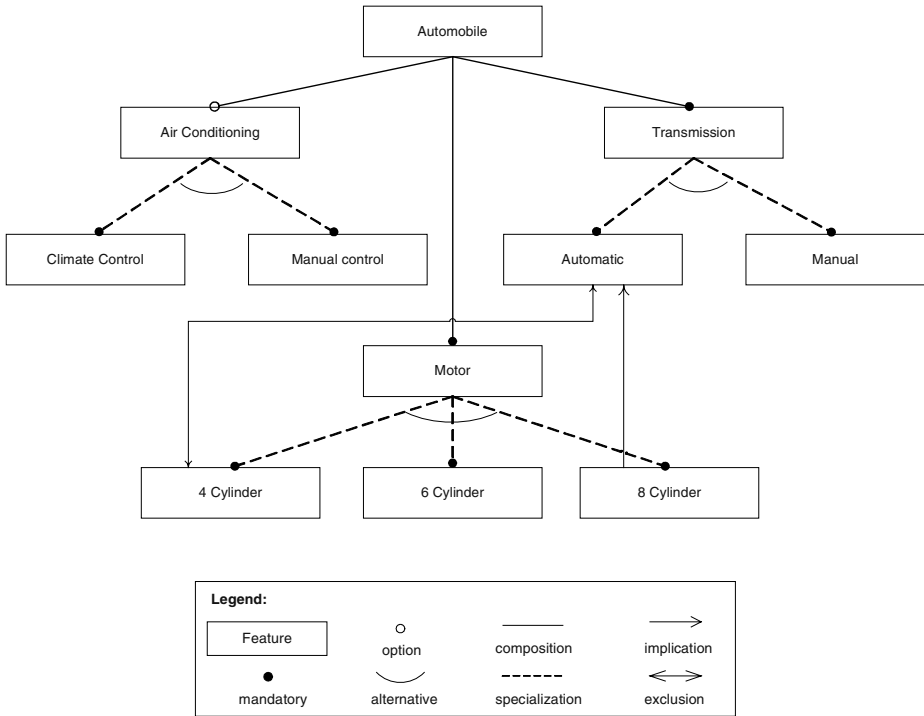 Automobile
Air Conditioning
Transmission
Climate Control
Manual control
Automatic
Manual
Motor
4 Cylinder
6 Cylinder
8 Cylinder
Legend:
Feature
option
composition
implication
mandatory
alternative
specialization
exclusion